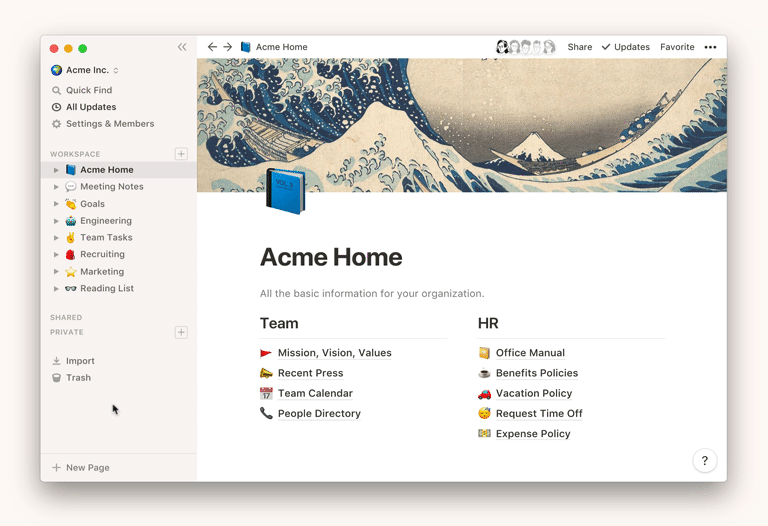 Acme Home
Share
Updates
Favorite
Acme Inc.
Quick Find
All Updates
Settings & Members
WORKSPACE
Acme Home
Meeting Notes
Goals
Engineering
Team Tasks
Recruiting
Marketing
Reading List
SHARED
PRIVATE
Import
Trash
New Page
Acme Home
All the basic information for your organization.
Team
Mission, Vision, Values
Recent Press
Team Calendar
People Directory
HR
Office Manual
Benefits Policies
Vacation Policy
Request Time Off
Expense Policy
?